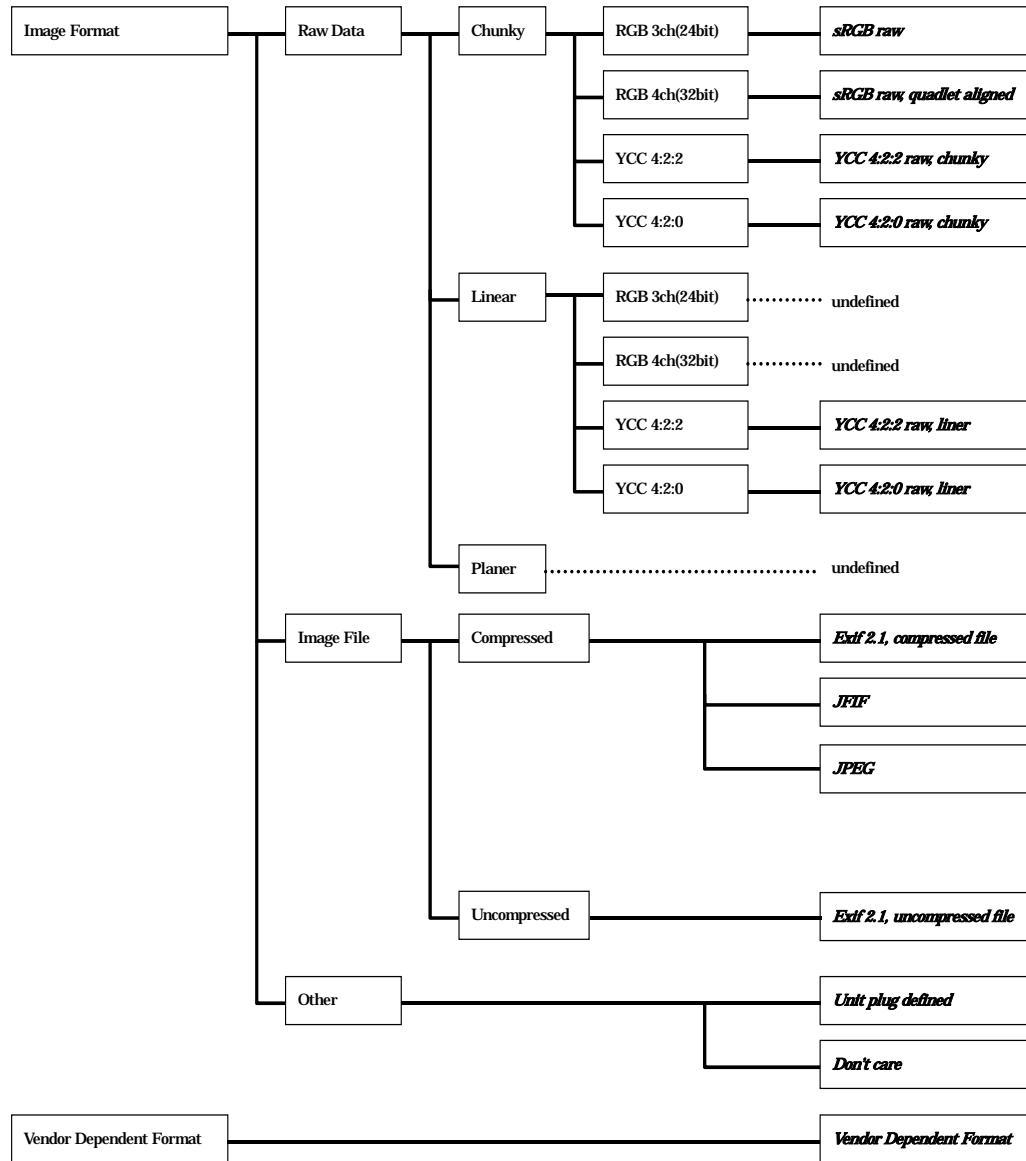 Image Format
Raw Data
Chunky
RGB 3ch(24bit)
sRGB raw
RGB 4ch(32bit)
sRGB raw, quadlet aligned
YCC 4:2:2
YCC 4:2:2 raw, chunky
YCC 4:2:0
YCC 4:2:0 raw, chunky
Linear
RGB 3ch(24bit)
undefined
RGB 4ch(32bit)
undefined
YCC 4:2:2
YCC 4:2:2 raw, liner
YCC 4:2:0
YCC 4:2:0 raw, liner
Planer
undefined
Image File
Compressed
Exif 2.1, compressed file
JFIF
JPEG
Uncompressed
Exif 2.1, uncompressed file
Other
Unit plug defined
Don't care
Vendor Dependent Format
Vendor Dependent Format